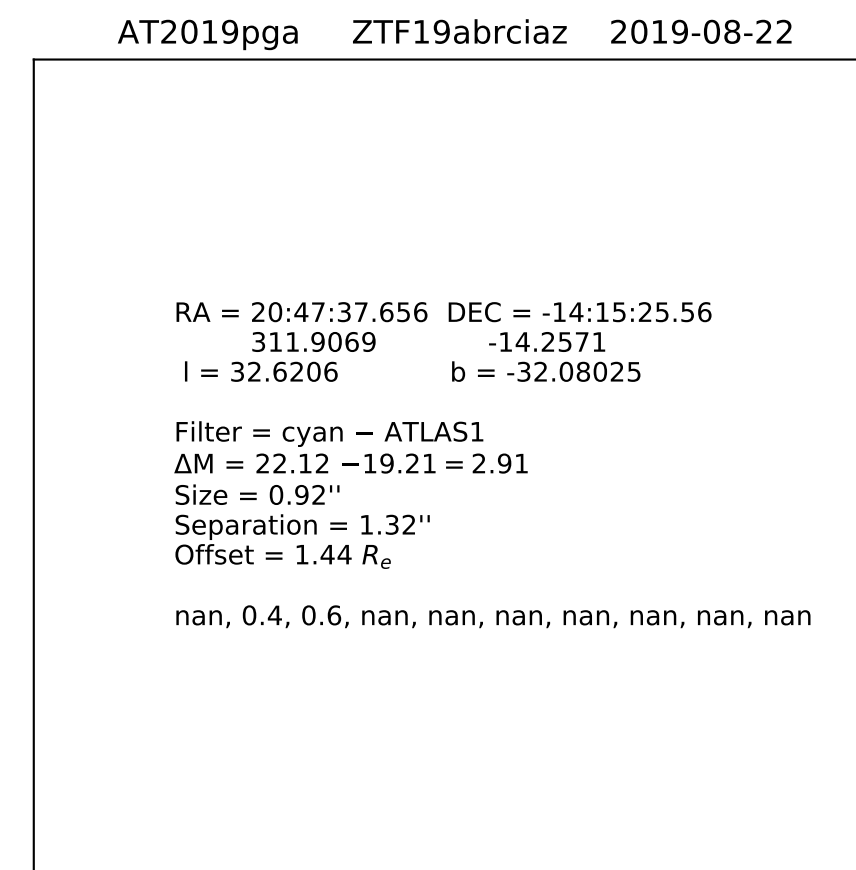 AT2019pga ZTF19abrciaz 2019-08-22
RA = 20:47:37.656 DEC = -14:15:25.56
311.9069 -14.2571
l = 32.6206 b = -32.08025
Filter = cyan − ATLAS1
ΔM = 22.12 −19.21 = 2.91
Size = 0.92''
Separation = 1.32''
Offset = 1.44 Re
nan, 0.4, 0.6, nan, nan, nan, nan, nan, nan, nan